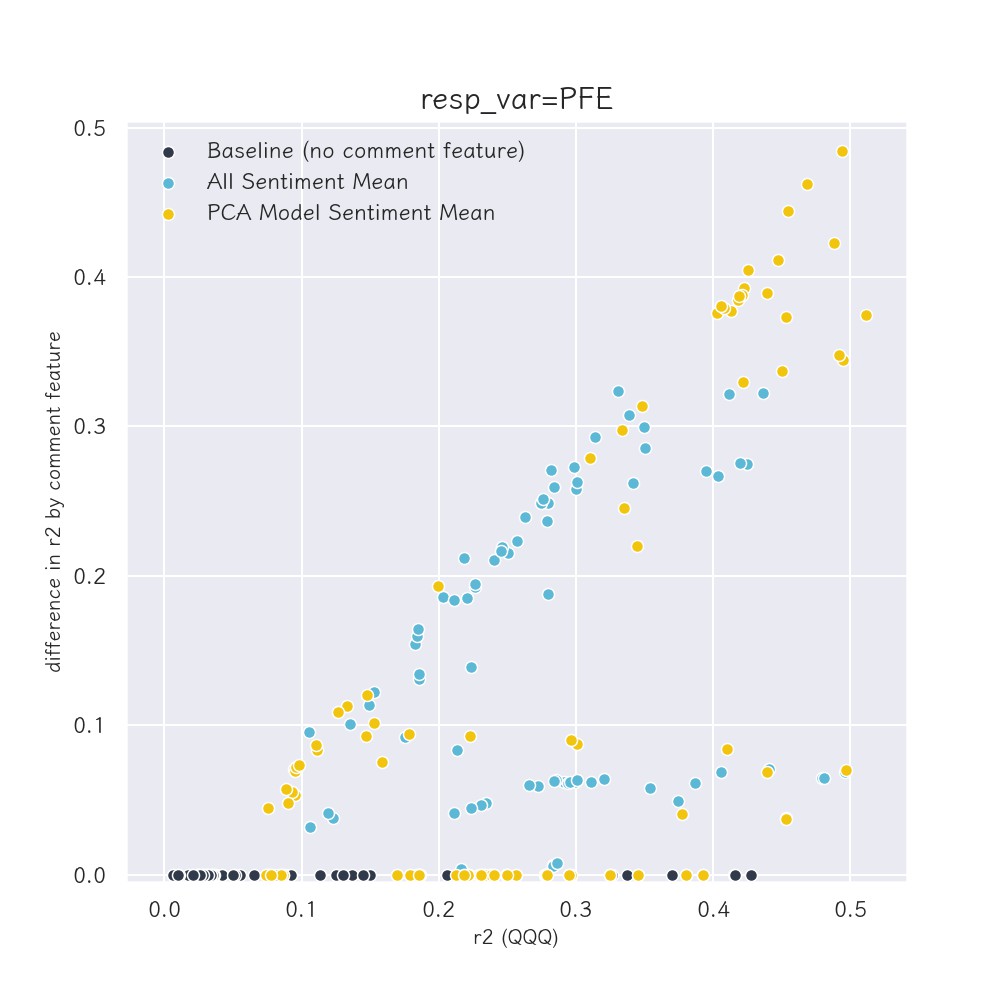 resp_var=PFE
Baseline (no comment feature)
All Sentiment Mean
PCA Model Sentiment Mean
difference in r2 by comment feature
0.5
0.4
0.3
0.2
0.1
0.0
0.0 0.1 0.2 0.3 0.4 0.5
r2 (QQQ)